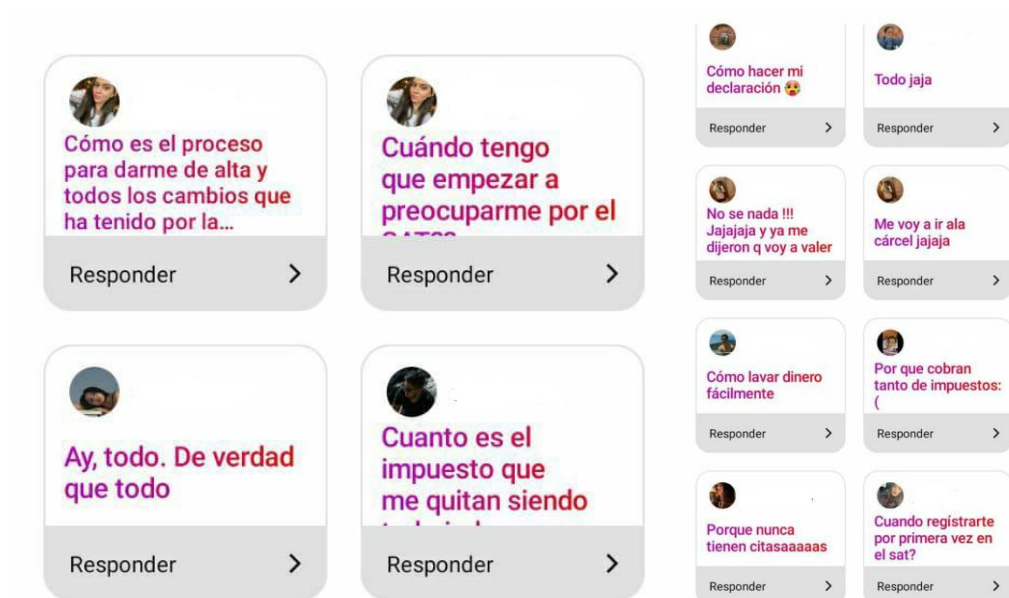 Cómo es el proceso
para darme de alta y
todos los cambios que
ha tenido por la...
Responder
Cuándo tengo
que empezar a
preocuparme por el
Responder
Ay, todo. De verdad
que todo
Responder
Cuanto es el
impuesto que
me quitan siendo
Responder
Cómo hacer mi
declaración 🥵
Responder
Todo jaja
Responder
No se nada !!!
Jajajaja y ya me
dijeron q voy a valer
Responder
Me voy a ir ala
cárcel jajaja
Responder
Cómo lavar dinero
fácilmente
Responder
Por que cobran
tanto de impuestos:
(
Responder
Porque nunca
tienen citasaaaaas
Responder
Cuando regístrarte
por primera vez en
el sat?
Responder